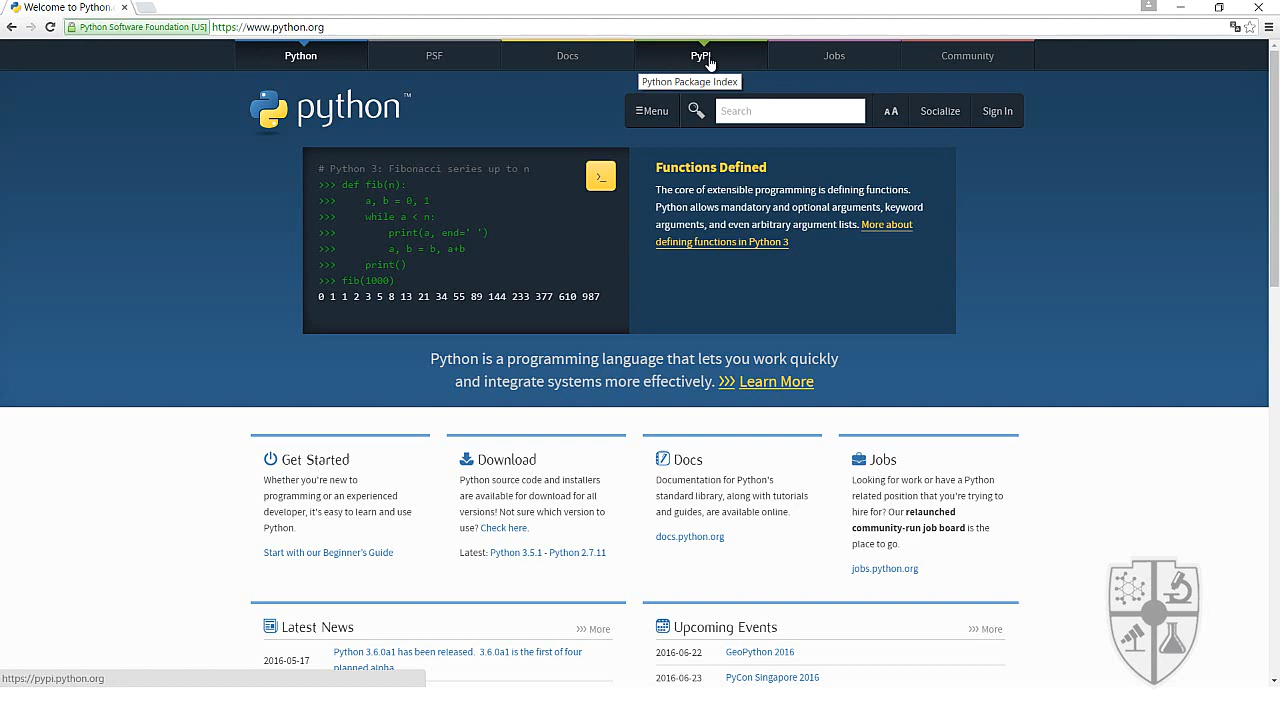 Welcome to Python.
Python Software Foundation [US] https://www.python.org
Python PSF Docs PyPI Jobs Community
Python Package Index
python™
≡Menu Search AA Socialize Sign In
# Python 3: Fibonacci series up to n
>>> def fib(n):
>>> a, b = 0, 1
>>> while a < n:
>>> print(a, end=' ')
>>> a, b = b, a+b
>>> print()
>>> fib(1000)
0 1 1 2 3 5 8 13 21 34 55 89 144 233 377 610 987
>_
Functions Defined
The core of extensible programming is defining functions.
Python allows mandatory and optional arguments, keyword
arguments, and even arbitrary argument lists. More about
defining functions in Python 3
Python is a programming language that lets you work quickly
and integrate systems more effectively. >>> Learn More
Get Started
Whether you're new to
programming or an experienced
developer, it's easy to learn and use
Python.
Start with our Beginner's Guide
Download
Python source code and installers
are available for download for all
versions! Not sure which version to
use? Check here.
Latest: Python 3.5.1 - Python 2.7.11
Docs
Documentation for Python's
standard library, along with tutorials
and guides, are available online.
docs.python.org
Jobs
Looking for work or have a Python
related position that you're trying to
hire for? Our relaunched
community-run job board is the
place to go.
jobs.python.org
Latest News >>> More
2016-05-17 Python 3.6.0a1 has been released. 3.6.0a1 is the first of four
planned alpha
Upcoming Events >>> More
2016-06-22 GeoPython 2016
2016-06-23 PyCon Singapore 2016
https://pypi.python.org